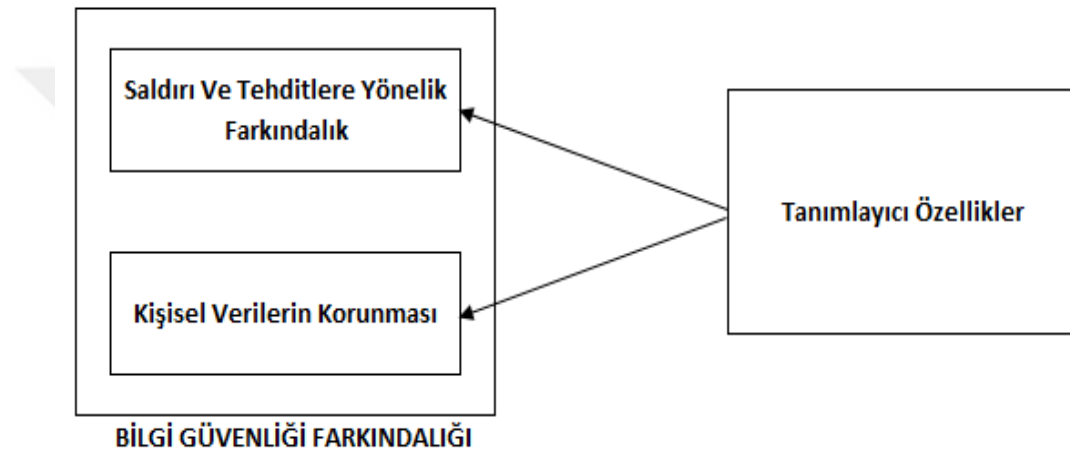 Saldırı Ve Tehditlere Yönelik
Farkındalık
Tanımlayıcı Özellikler
Kişisel Verilerin Korunması
BİLGİ GÜVENLİĞİ FARKINDALIĞI